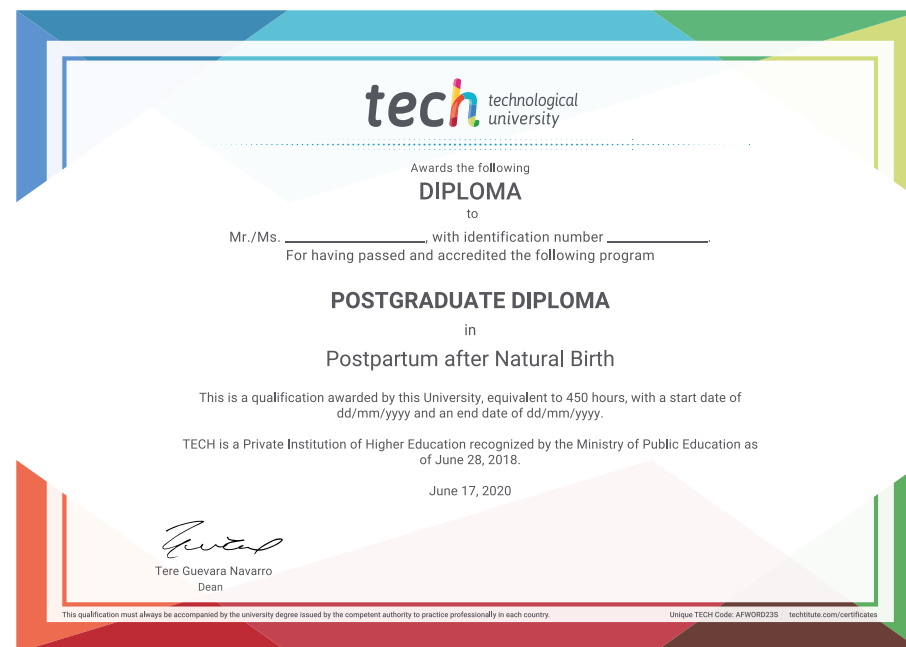 tech technological
university
Awards the following
DIPLOMA
to
Mr./Ms. ____________________, with identification number ______________.
For having passed and accredited the following program
POSTGRADUATE DIPLOMA
in
Postpartum after Natural Birth
This is a qualification awarded by this University, equivalent to 450 hours, with a start date of
dd/mm/yyyy and an end date of dd/mm/yyyy.
TECH is a Private Institution of Higher Education recognized by the Ministry of Public Education as
of June 28, 2018.
June 17, 2020
Tere Guevara Navarro
Dean
This qualification must always be accompanied by the university degree issued by the competent authority to practice professionally in each country. Unique TECH Code: AFWORD23S techtitute.com/certificates